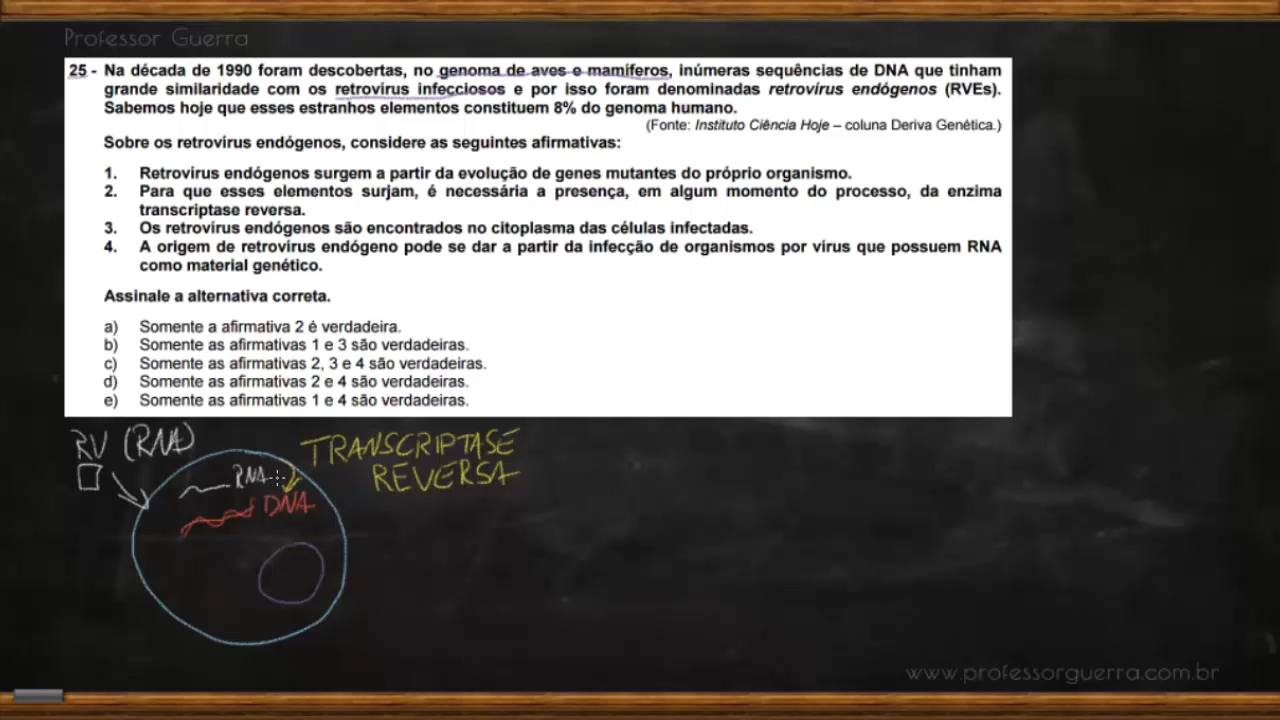 Professor Guerra
25 - Na década de 1990 foram descobertas, no genoma de aves e mamíferos, inúmeras sequências de DNA que tinham
grande similaridade com os retrovírus infecciosos e por isso foram denominadas retrovírus endógenos (RVEs).
Sabemos hoje que esses estranhos elementos constituem 8% do genoma humano.
(Fonte: Instituto Ciência Hoje – coluna Deriva Genética.)
Sobre os retrovírus endógenos, considere as seguintes afirmativas:
1. Retrovírus endógenos surgem a partir da evolução de genes mutantes do próprio organismo.
2. Para que esses elementos surjam, é necessária a presença, em algum momento do processo, da enzima
transcriptase reversa.
3. Os retrovírus endógenos são encontrados no citoplasma das células infectadas.
4. A origem de retrovírus endógeno pode se dar a partir da infecção de organismos por vírus que possuem RNA
como material genético.
Assinale a alternativa correta.
a) Somente a afirmativa 2 é verdadeira.
b) Somente as afirmativas 1 e 3 são verdadeiras.
c) Somente as afirmativas 2, 3 e 4 são verdadeiras.
d) Somente as afirmativas 2 e 4 são verdadeiras.
e) Somente as afirmativas 1 e 4 são verdadeiras.
RV (RNA)
TRANSCRIPTASE
REVERSA
RNA
DNA
www.professorguerra.com.br